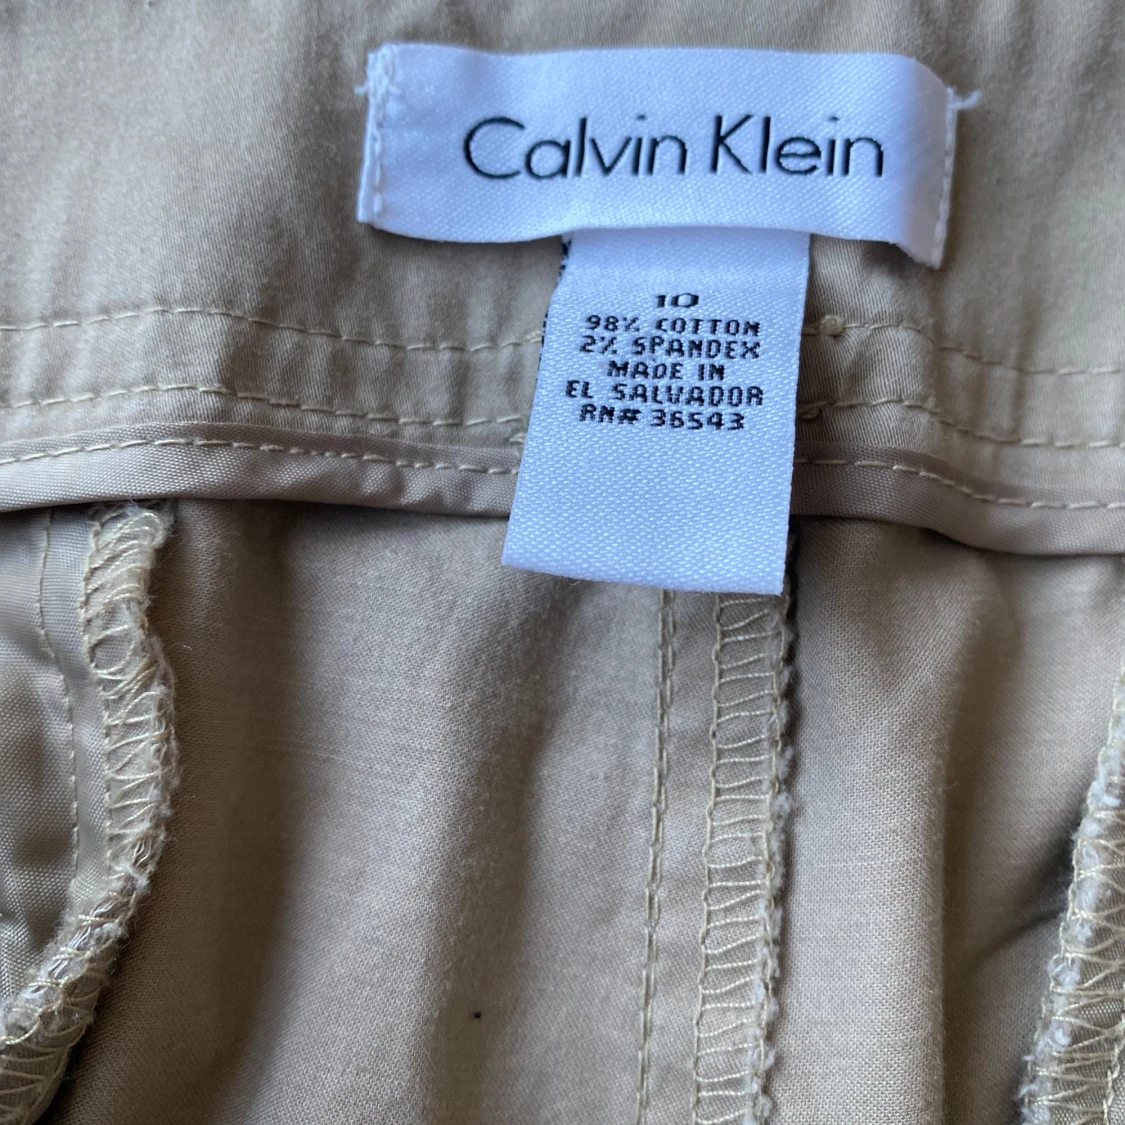 Calvin Klein
10
98% COTTON
2% SPANDEX
MADE IN
EL SALVADOR
RN# 36543